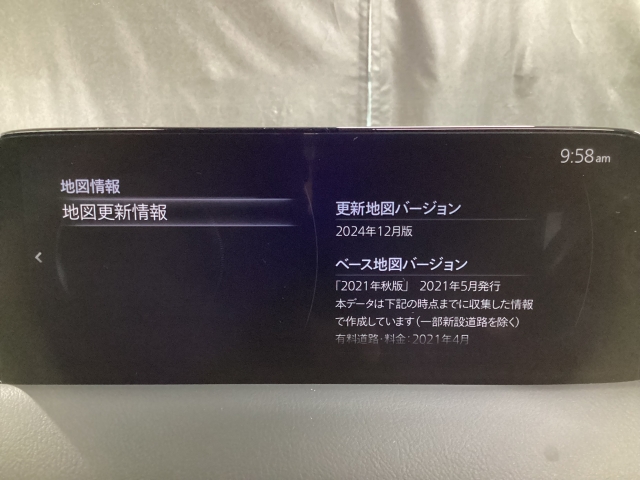 9:58am
地図情報
地図更新情報
更新地図バージョン
2024年12月版
ベース地図バージョン
「2021年秋版」 2021年5月発行
本データは下記の時点までに収集した情報
で作成しています(一部新設道路を除く)
有料道路・料金:2021年4月